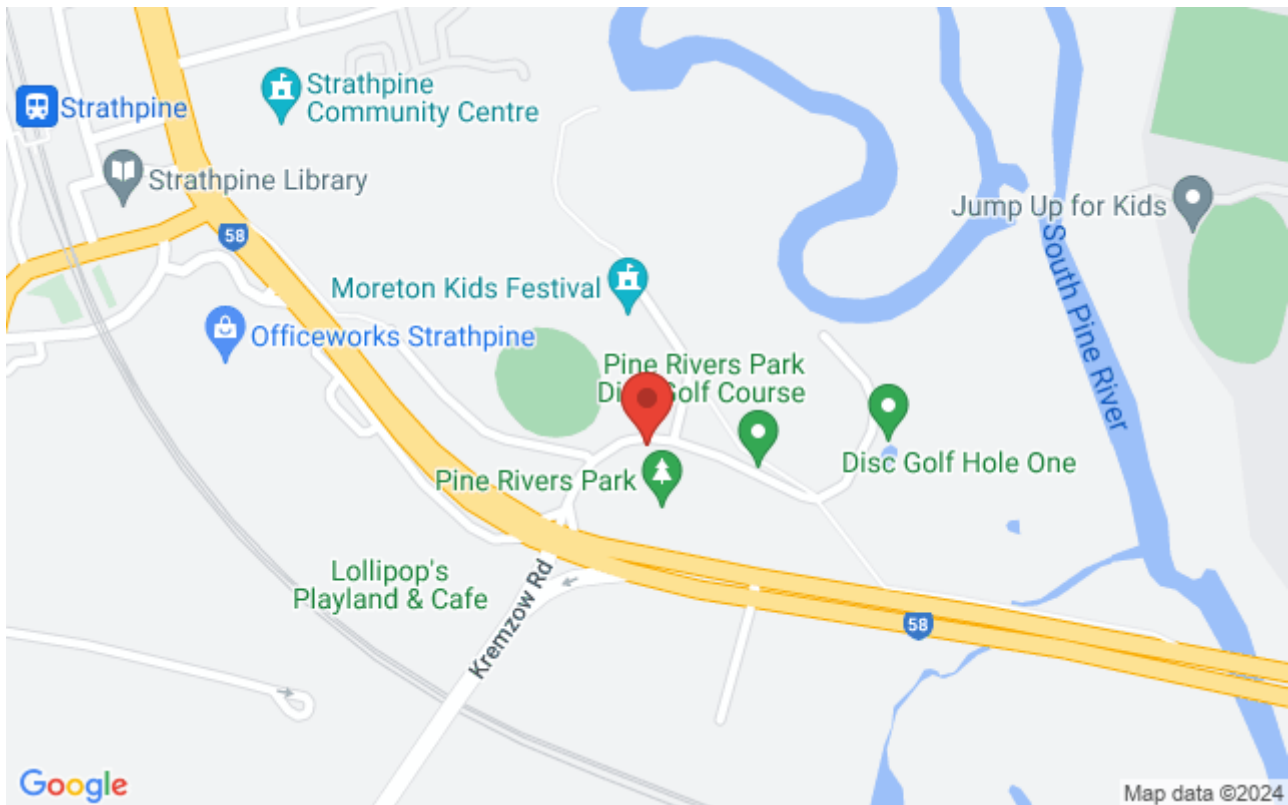 Strathpine
Community Centre
Strathpine
Strathpine Library
Jump Up for Kids
58
South Pine River
Moreton Kids Festival
Officeworks Strathpine
Pine Rivers Park
Disc Golf Course
Disc Golf Hole One
Pine Rivers Park
Lollipop's
Playland & Cafe
Kremzow Rd
58
Google
Map data ©2024